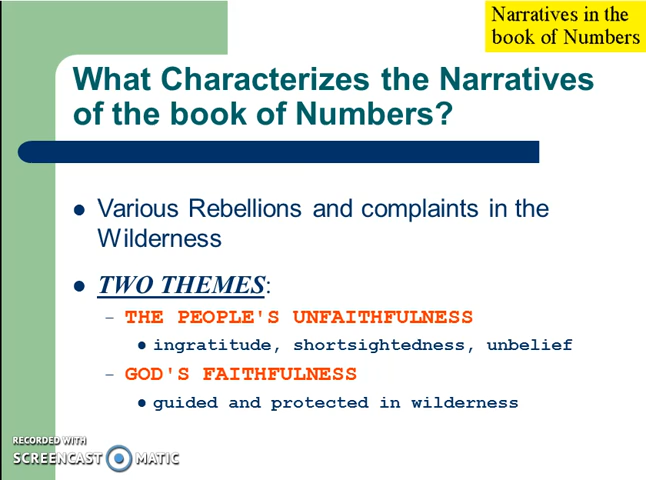 Narratives in the
book of Numbers
What Characterizes the Narratives
of the book of Numbers?
Various Rebellions and complaints in the
Wilderness
TWO THEMES:
– THE PEOPLE'S UNFAITHFULNESS
ingratitude, shortsightedness, unbelief
– GOD'S FAITHFULNESS
guided and protected in wilderness
RECORDED WITH
SCREENCAST MATIC